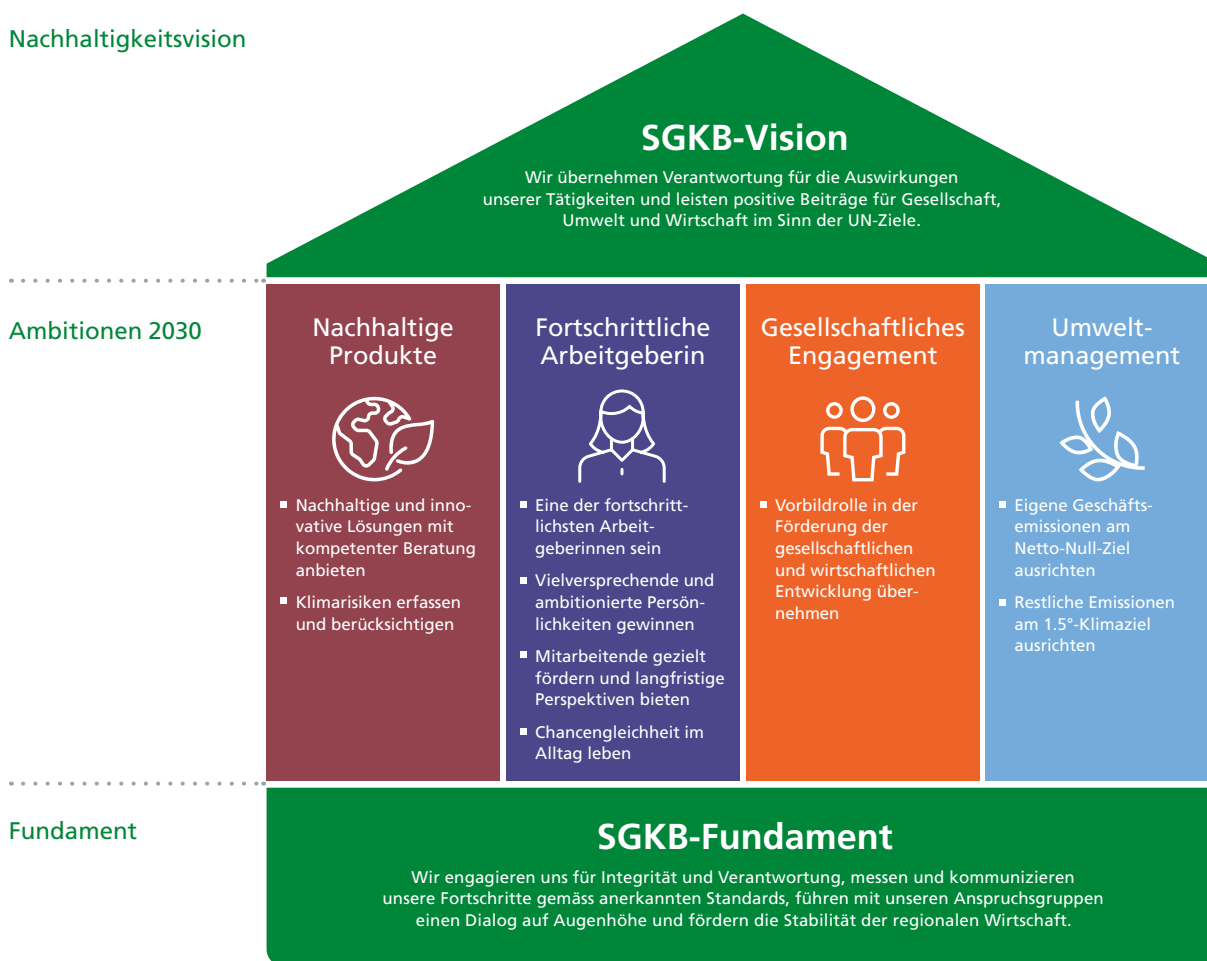 Nachhaltigkeitsvision
SGKB-Vision
Wir übernehmen Verantwortung für die Auswirkungen
unserer Tätigkeiten und leisten positive Beiträge für Gesellschaft,
Umwelt und Wirtschaft im Sinn der UN-Ziele.
Ambitionen 2030
Nachhaltige
Produkte
Nachhaltige und inno-
vative Lösungen mit
kompetenter Beratung
anbieten
Klimarisiken erfassen
und berücksichtigen
Fortschrittliche
Arbeitgeberin
Eine der fortschritt-
lichsten Arbeit-
geberinnen sein
Vielversprechende und
ambitionierte Persön-
lichkeiten gewinnen
Mitarbeitende gezielt
fördern und langfristige
Perspektiven bieten
Chancengleichheit im
Alltag leben
Gesellschaftliches
Engagement
Vorbildrolle in der
Förderung der
gesellschaftlichen
und wirtschaftlichen
Entwicklung über-
nehmen
Umwelt-
management
Eigene Geschäfts-
emissionen am
Netto-Null-Ziel
ausrichten
Restliche Emissionen
am 1.5°-Klimaziel
ausrichten
Fundament
SGKB-Fundament
Wir engagieren uns für Integrität und Verantwortung, messen und kommunizieren
unsere Fortschritte gemäss anerkannten Standards, führen mit unseren Anspruchsgruppen
einen Dialog auf Augenhöhe und fördern die Stabilität der regionalen Wirtschaft.